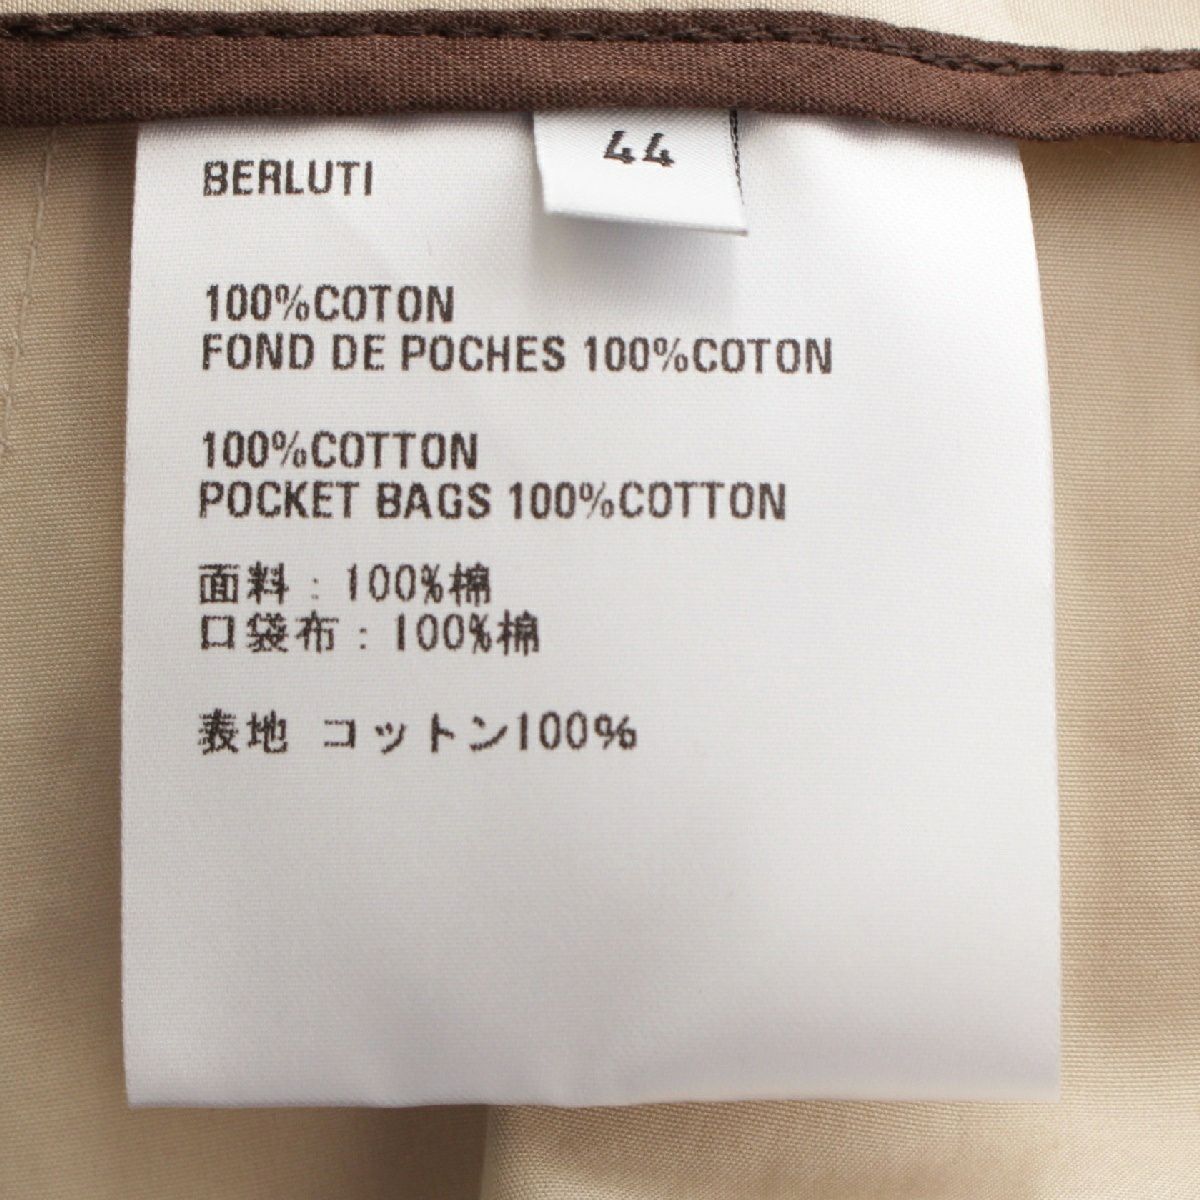 44
BERLUTI
100%COTON
FOND DE POCHES 100%COTON
100%COTTON
POCKET BAGS 100%COTTON
面料：100%棉
口袋布：100%棉
表地 コットン100%